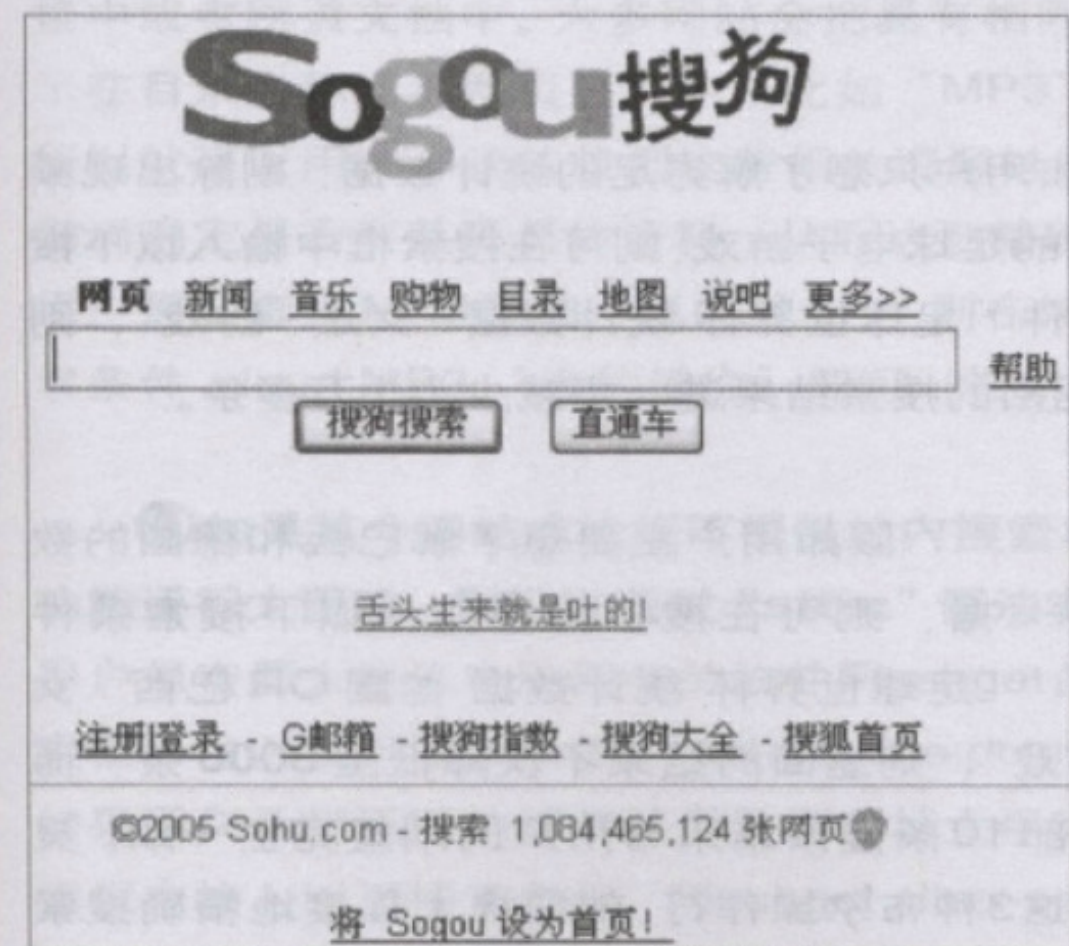 Sogou搜狗
网页 新闻 音乐 购物 目录 地图 说吧 更多>>
帮助
搜狗搜索 直通车
舌头生来就是吐的!
注册|登录 - G邮箱 - 搜狗指数 - 搜狗大全 - 搜狐首页
©2005 Sohu.com - 搜索 1,084,465,124 张网页
将 Sogou 设为首页!